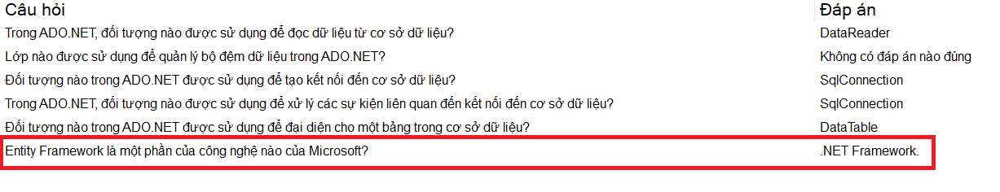 Câu hỏi Đáp án
Trong ADO.NET, đối tượng nào được sử dụng để đọc dữ liệu từ cơ sở dữ liệu? DataReader
Lớp nào được sử dụng để quản lý bộ đệm dữ liệu trong ADO.NET? Không có đáp án nào đúng
Đối tượng nào trong ADO.NET được sử dụng để tạo kết nối đến cơ sở dữ liệu? SqlConnection
Trong ADO.NET, đối tượng nào được sử dụng để xử lý các sự kiện liên quan đến kết nối đến cơ sở dữ liệu? SqlConnection
Đối tượng nào trong ADO.NET được sử dụng để đại diện cho một bảng trong cơ sở dữ liệu? DataTable
Entity Framework là một phần của công nghệ nào của Microsoft? .NET Framework.